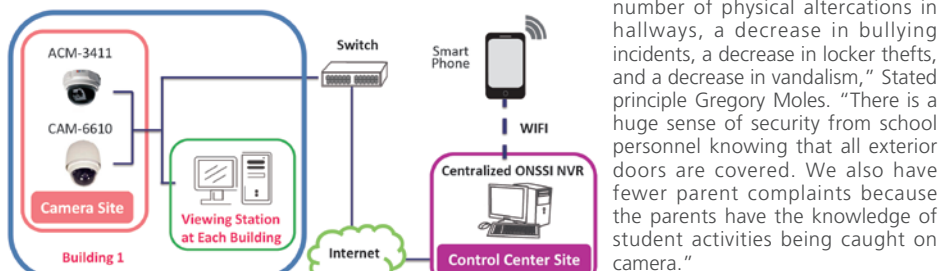 ACM-3411
CAM-6610
Camera Site
Building 1
Viewing Station
at Each Building
Switch
Internet
Smart
Phone
WIFI
Centralized ONSSI NVR
Control Center Site
number of physical altercations in
hallways, a decrease in bullying
incidents, a decrease in locker thefts,
and a decrease in vandalism,” Stated
principle Gregory Moles. “There is a
huge sense of security from school
personnel knowing that all exterior
doors are covered. We also have
fewer parent complaints because
the parents have the knowledge of
student activities being caught on
camera.”